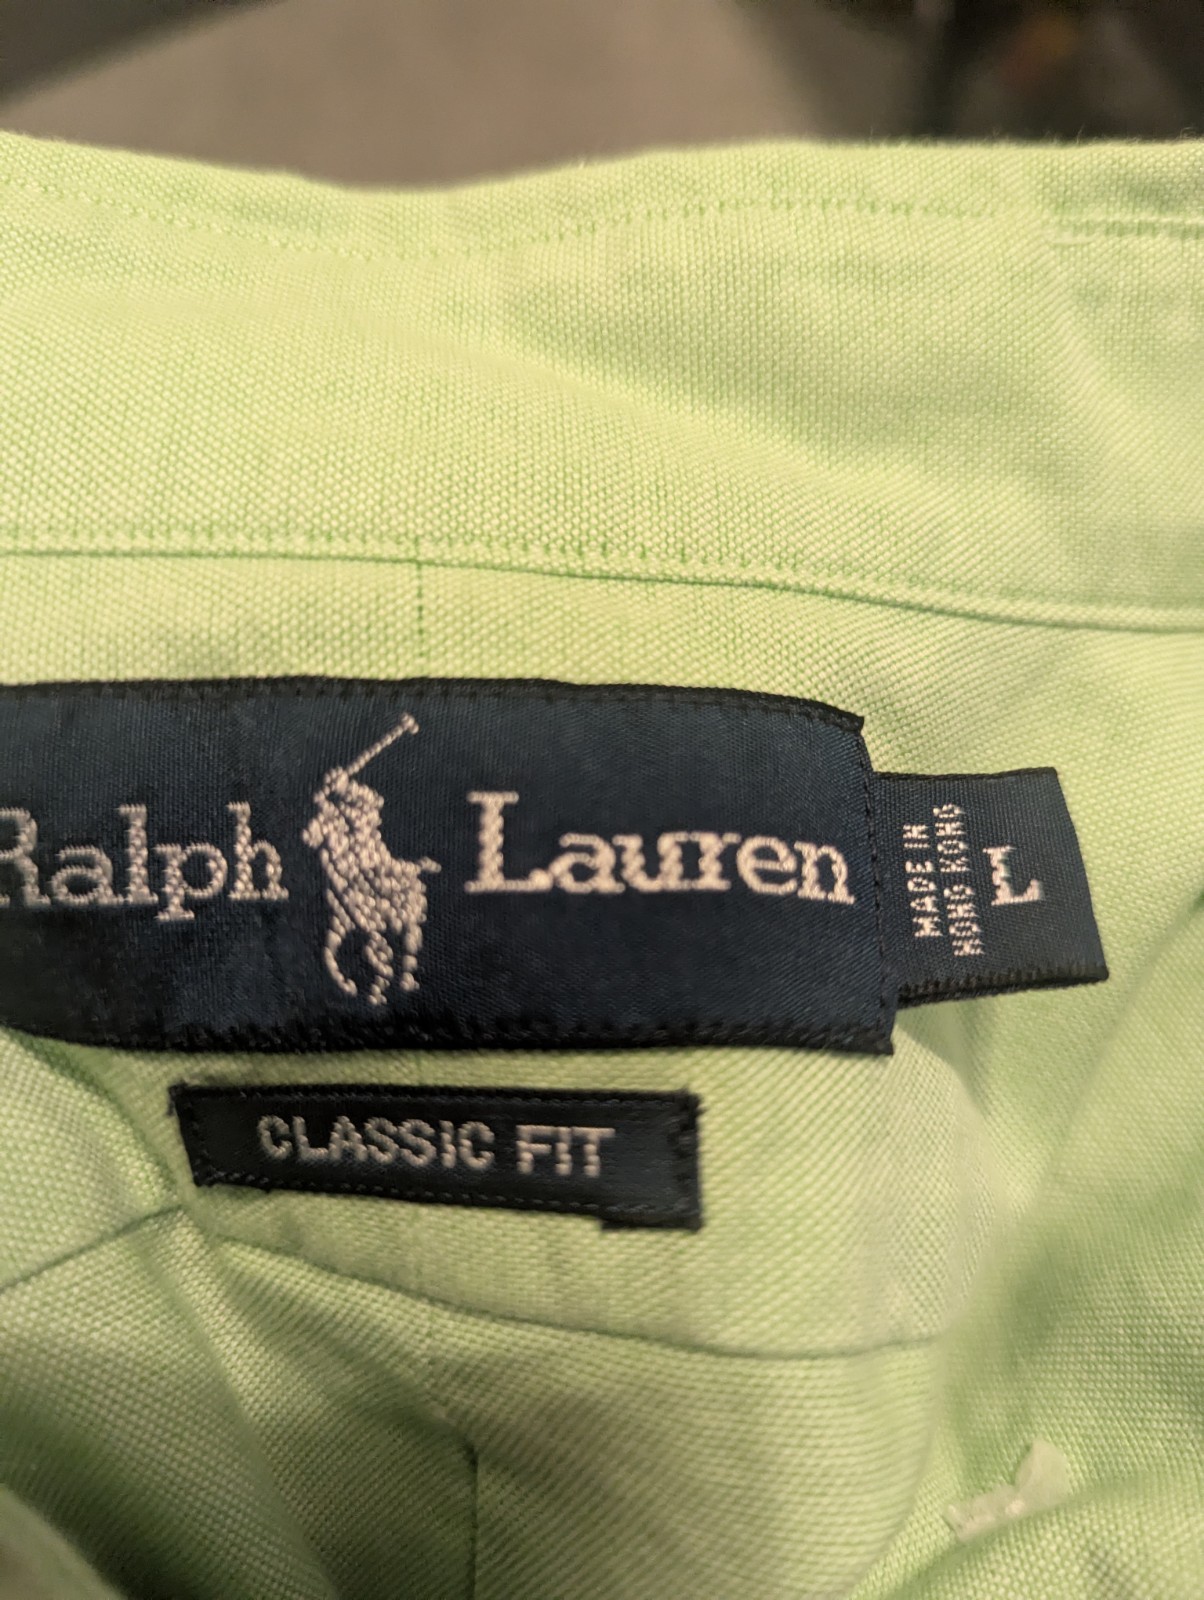 Ralph Lauren
MADE IN
HONG KONG
L
CLASSIC FIT